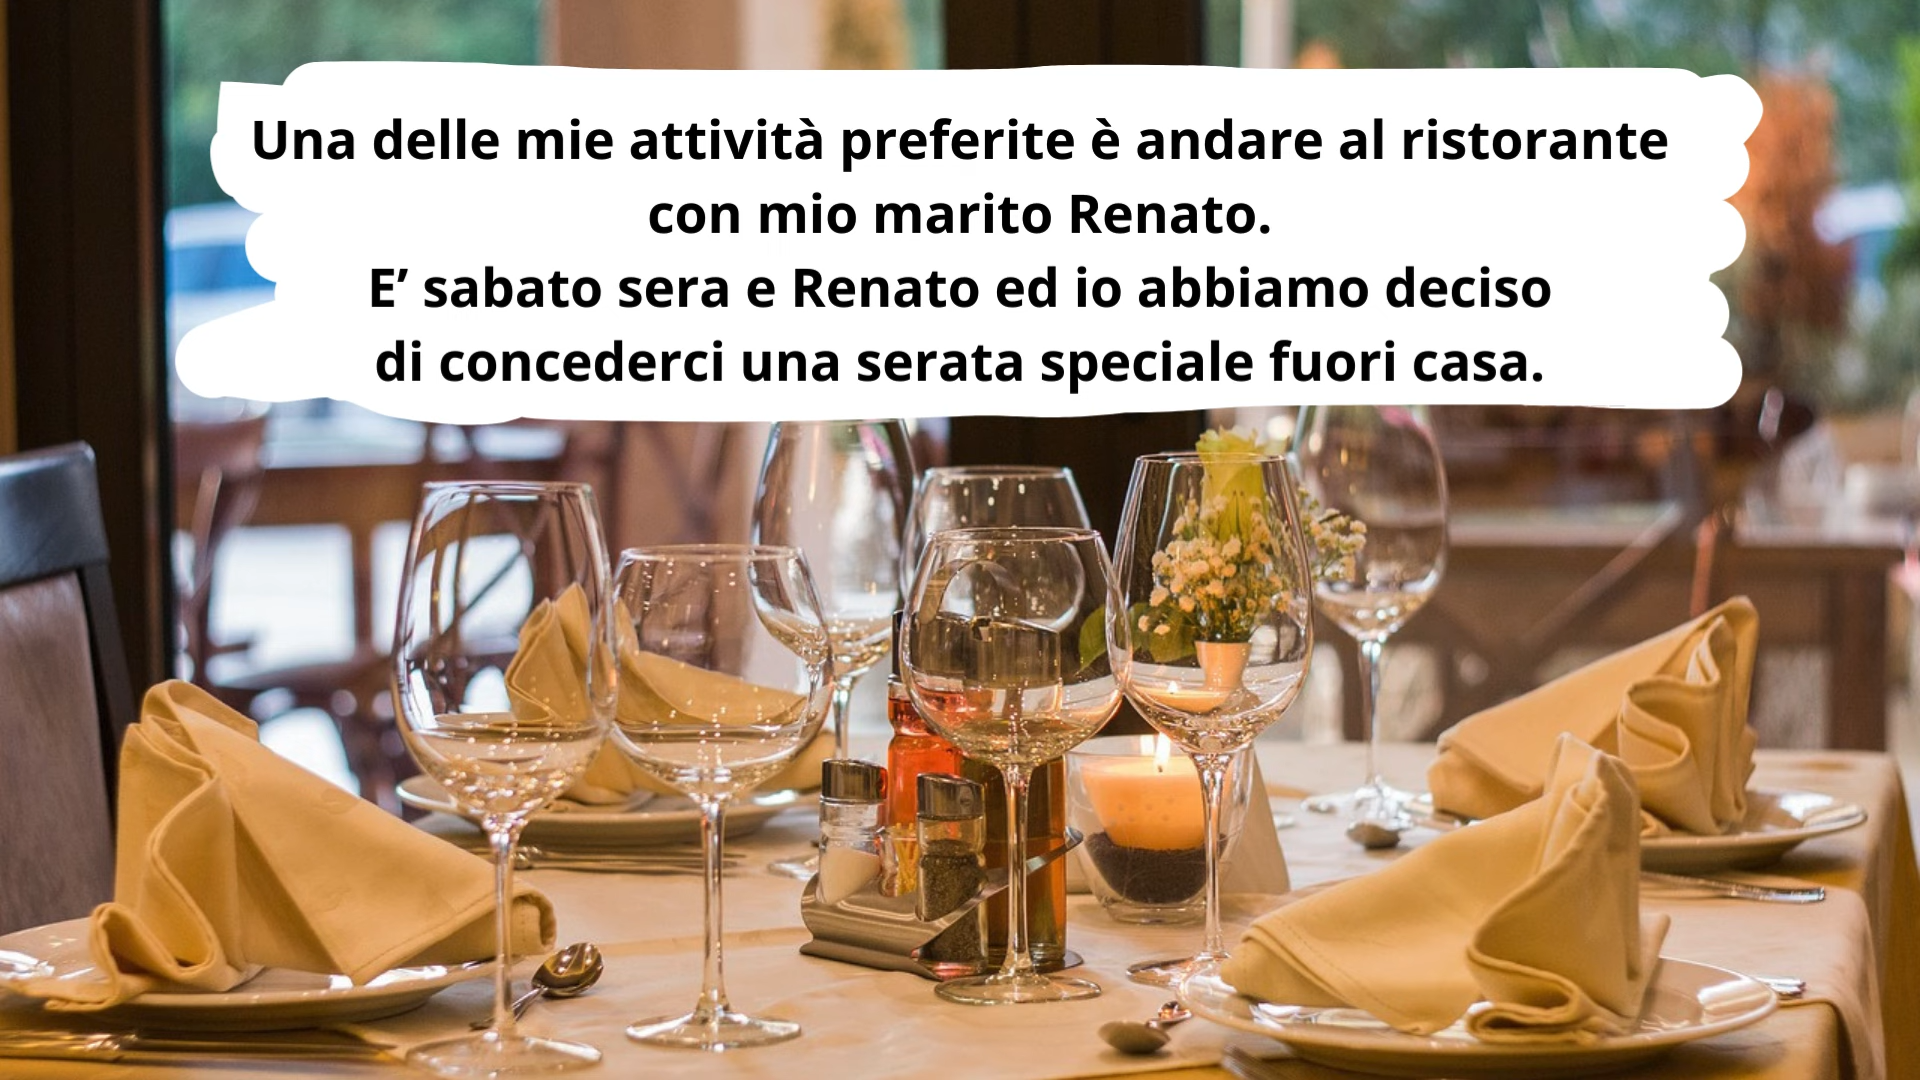 Una delle mie attività preferite è andare al ristorante
con mio marito Renato.
E’ sabato sera e Renato ed io abbiamo deciso
di concederci una serata speciale fuori casa.